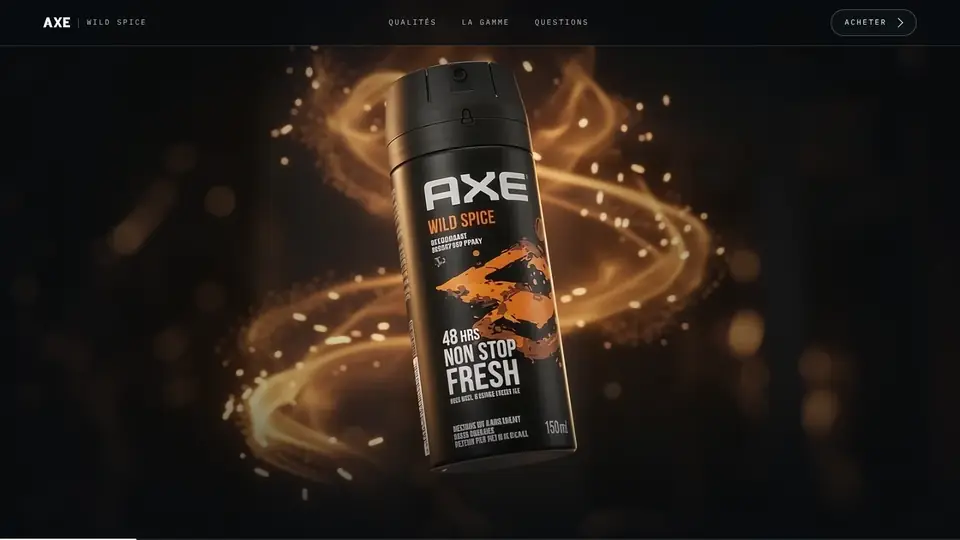 AXE | WILD SPICE
QUALITÉS
LA GAMME
QUESTIONS
ACHETER
AXE
WILD SPICE
48 HRS
NON STOP
FRESH
150ml